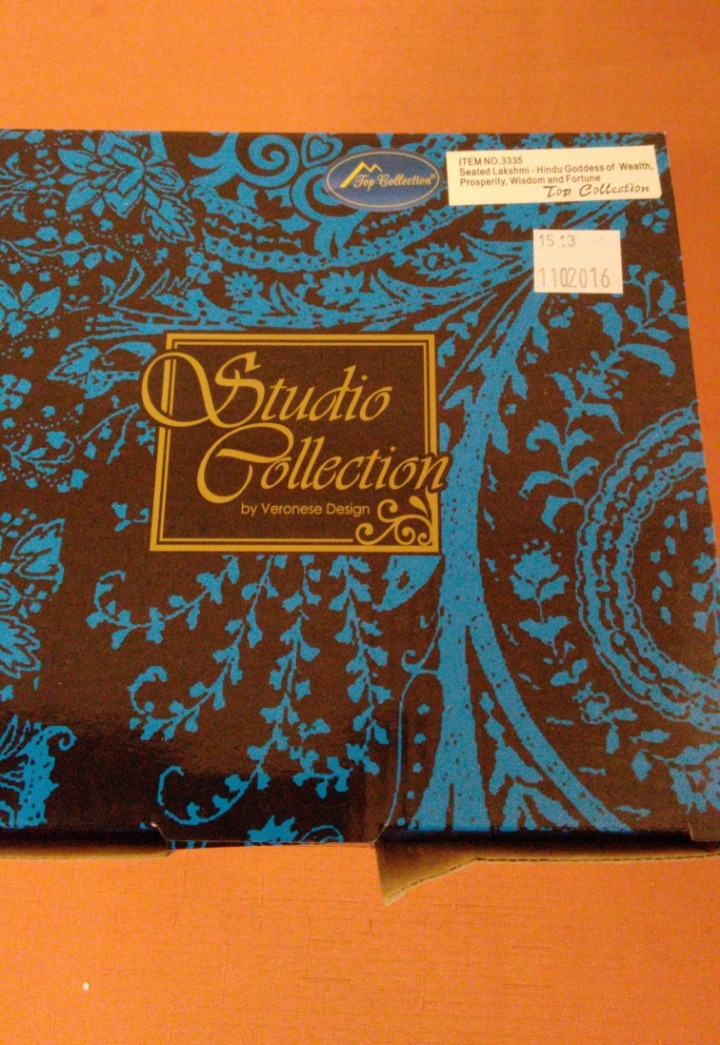 Top Collection®
ITEM NO.3335
Seated Lakshmi - Hindu Goddess of Wealth,
Prosperity, Wisdom and Fortune
Top Collection
1102016
Studio
Collection
by Veronese Design